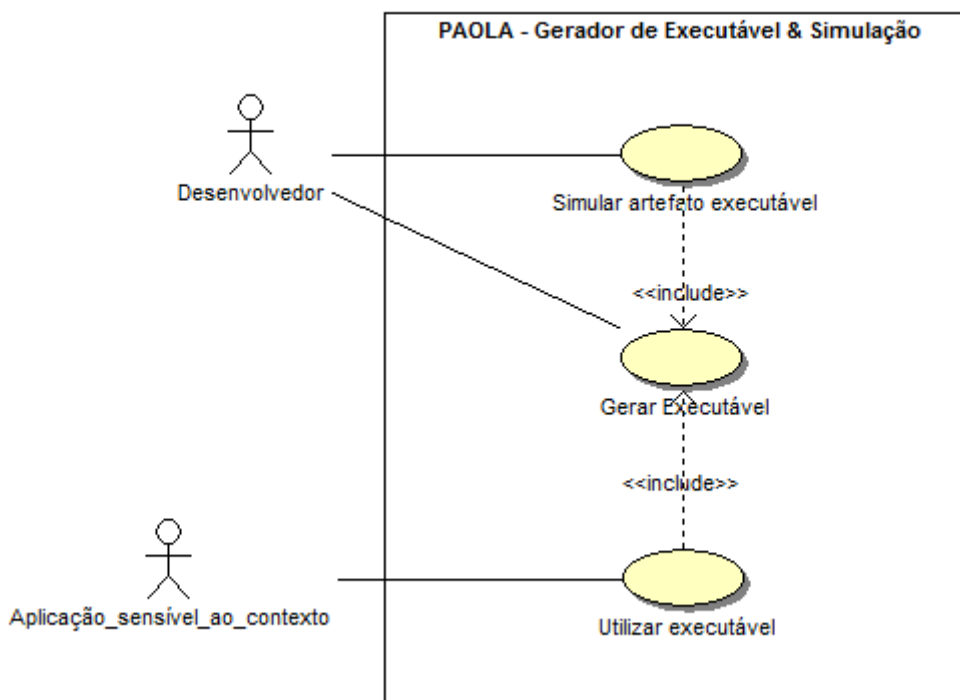 PAOLA - Gerador de Executável & Simulação
Desenvolvedor
Simular artefato executável
<<include>>
Gerar Executável
<<include>>
Aplicação_sensível_ao_contexto
Utilizar executável